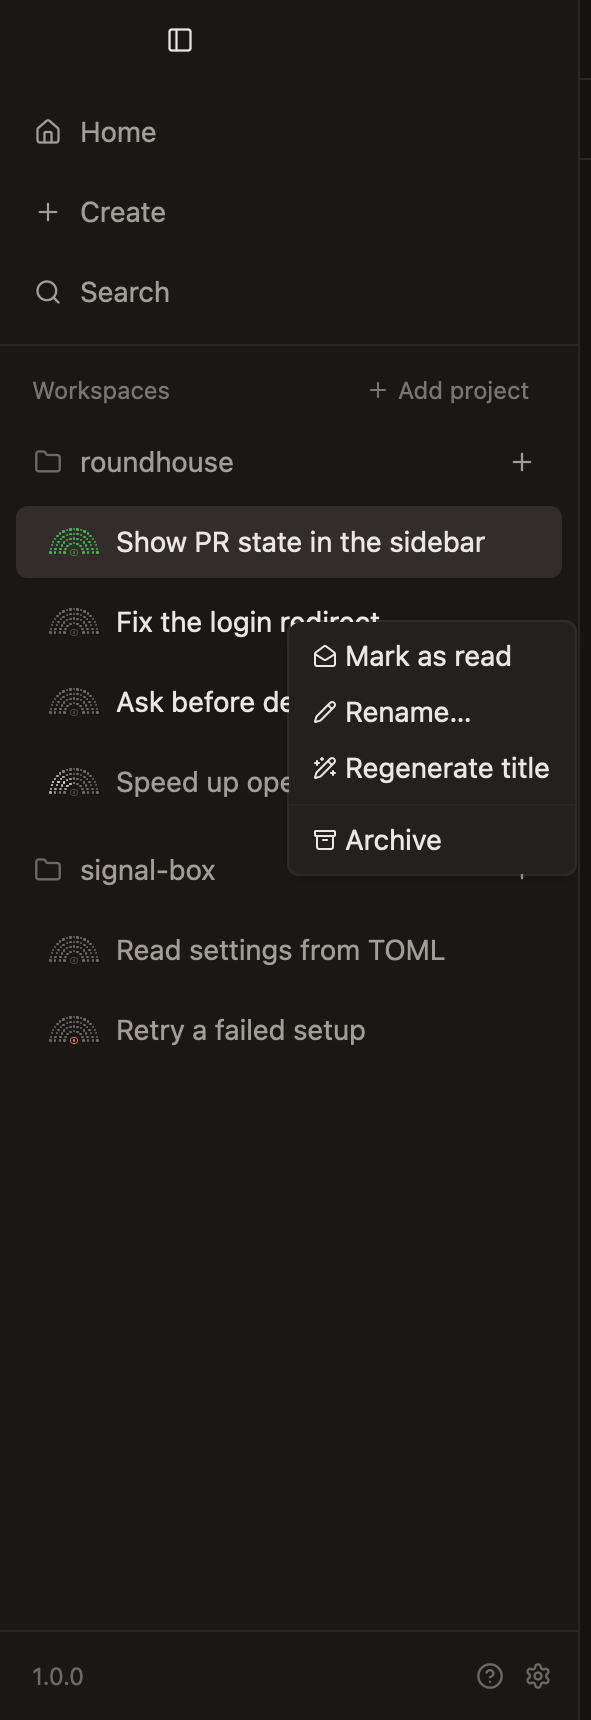 Home
Create
Search
Workspaces
Add project
roundhouse
Show PR state in the sidebar
Fix the login redirect
Mark as read
Ask before
Rename...
Speed up
Regenerate title
Archive
signal-box
Read settings from TOML
Retry a failed setup
1.0.0